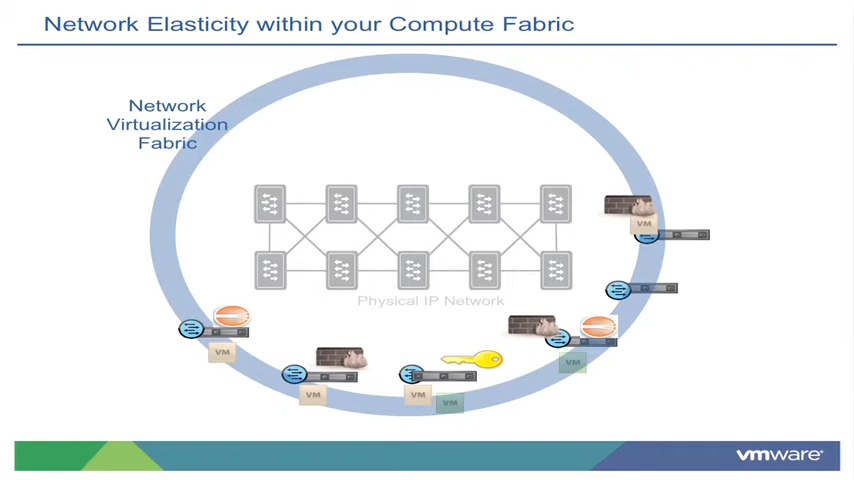 Network Elasticity within your Compute Fabric
Network
Virtualization
Fabric
VM
Physical IP Network
VM
VM
VM
VM
VM
vmware®